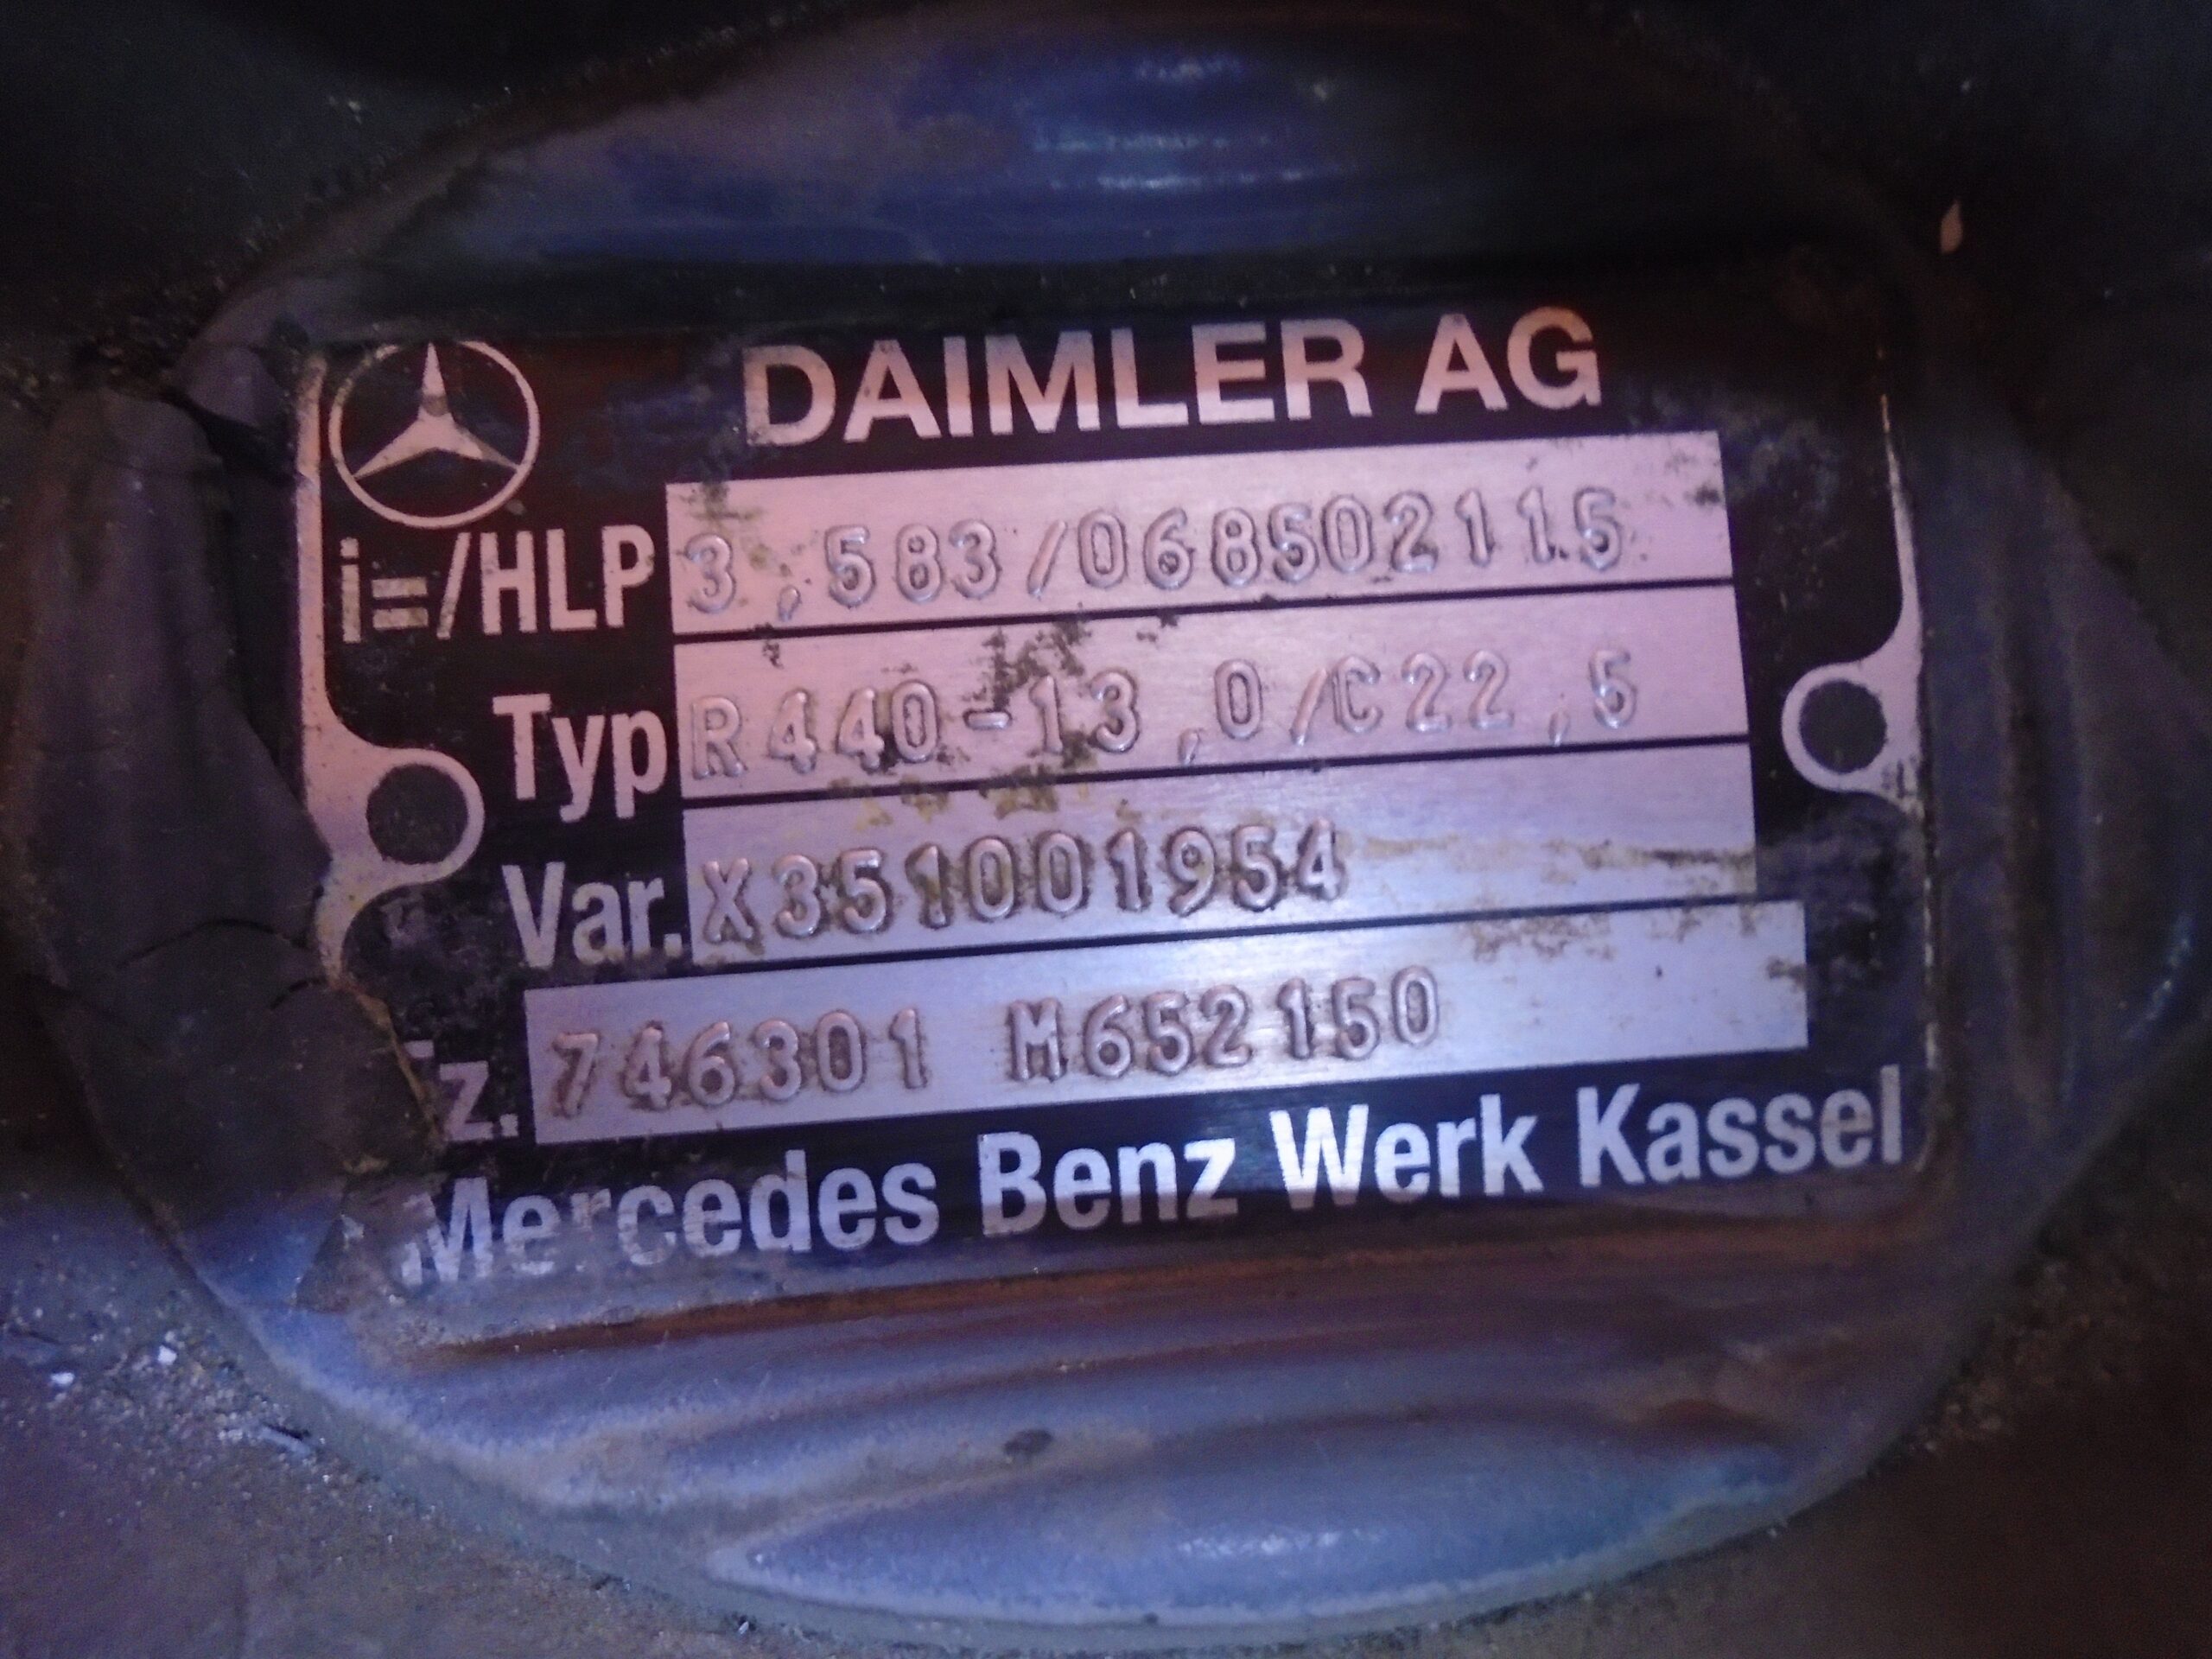 DAIMLER AG
i=/HLP 3,583/068502115
Typ R440-13,0/C22,5
Var. X351001954
z. 746301 M652150
Mercedes Benz Werk Kassel